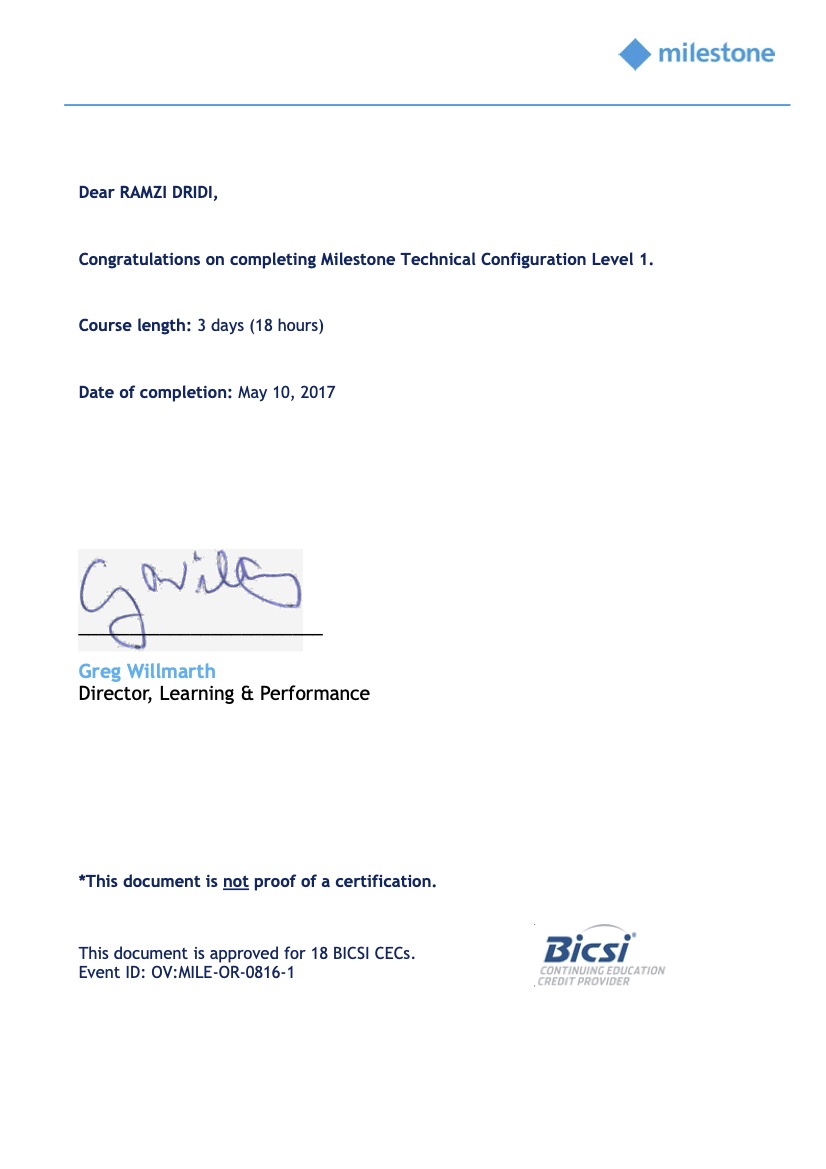 milestone
Dear RAMZI DRIDI,
Congratulations on completing Milestone Technical Configuration Level 1.
Course length: 3 days (18 hours)
Date of completion: May 10, 2017
Greg Willmarth
Director, Learning & Performance
*This document is not proof of a certification.
This document is approved for 18 BICSI CECs.
Event ID: OV:MILE-OR-0816-1
Bicsi®
CONTINUING EDUCATION
CREDIT PROVIDER